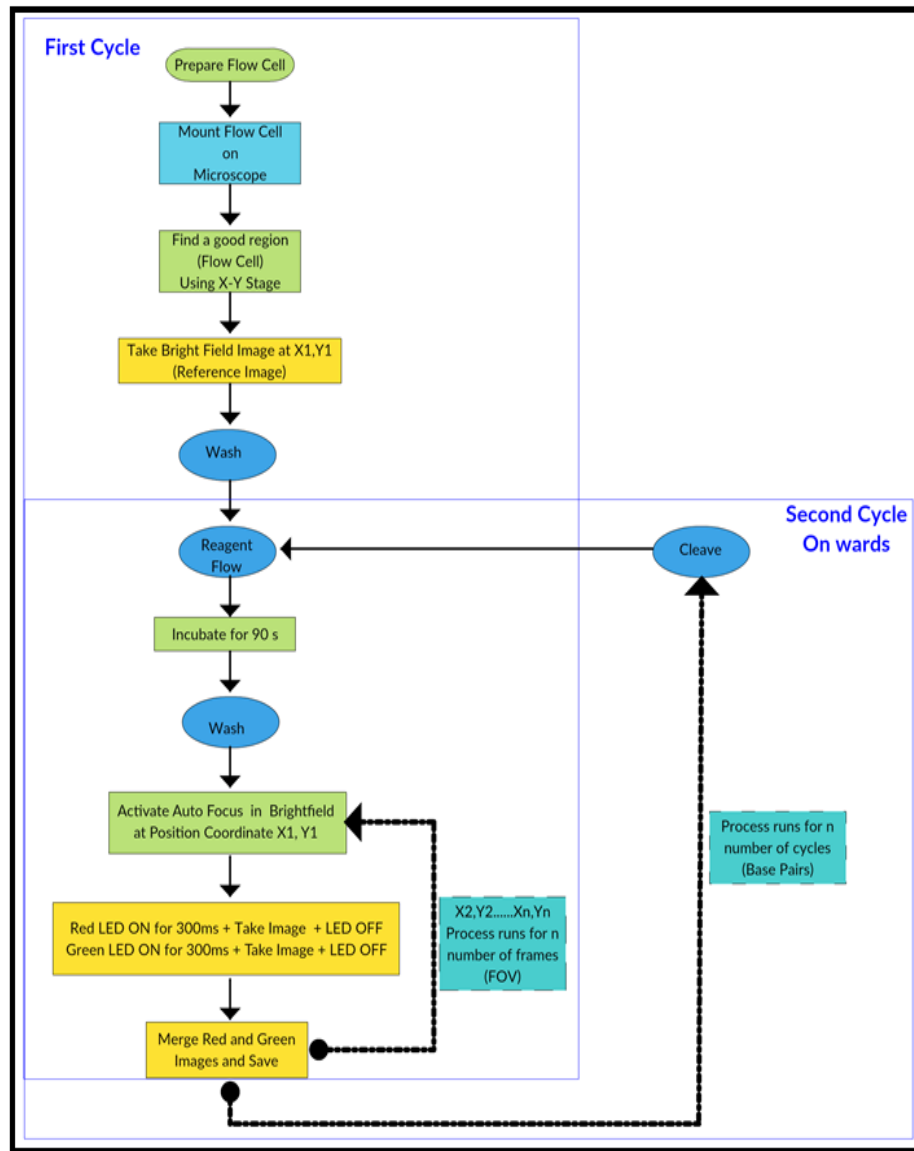 First Cycle
Prepare Flow Cell
Mount Flow Cell
on
Microscope
Find a good region
(Flow Cell)
Using X-Y Stage
Take Bright Field Image at X1,Y1
(Reference Image)
Wash
Second Cycle
On wards
Reagent
Flow
Cleave
Incubate for 90 s
Wash
Activate Auto Focus in Brightfield
at Position Coordinate X1, Y1
Process runs for n
number of cycles
(Base Pairs)
Red LED ON for 300ms + Take Image + LED OFF
Green LED ON for 300ms + Take Image + LED OFF
X2,Y2......Xn,Yn
Process runs for n
number of frames
(FOV)
Merge Red and Green
Images and Save